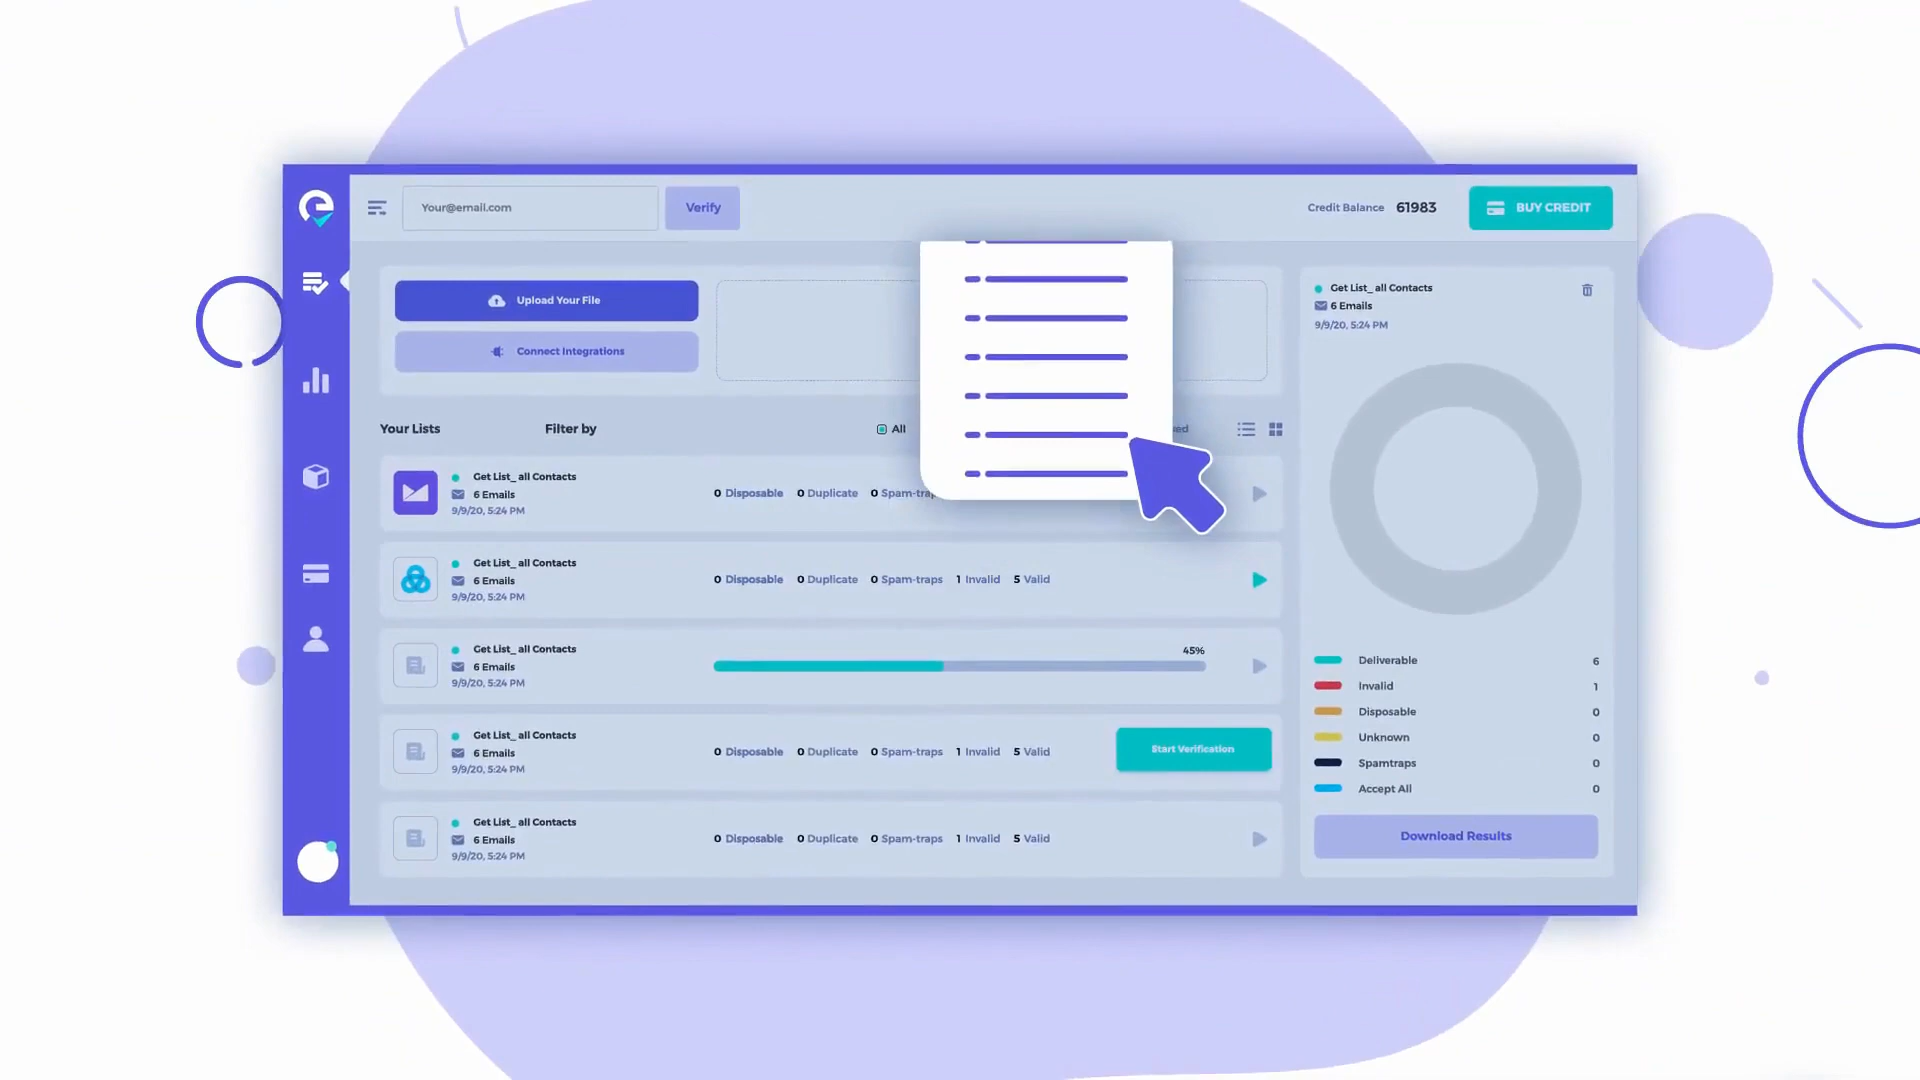 Your@email.com
Verify
Credit Balance 61983
BUY CREDIT
Upload Your File
Connect Integrations
Your Lists
Filter by
All
Get List_ all Contacts
6 Emails
9/9/20, 5:24 PM
0 Disposable 0 Duplicate 0 Spam-trap
Get List_ all Contacts
6 Emails
9/9/20, 5:24 PM
0 Disposable 0 Duplicate 0 Spam-traps 1 Invalid 5 Valid
Get List_ all Contacts
6 Emails
9/9/20, 5:24 PM
45%
Get List_ all Contacts
6 Emails
9/9/20, 5:24 PM
0 Disposable 0 Duplicate 0 Spam-traps 1 Invalid 5 Valid
Start Verification
Get List_ all Contacts
6 Emails
9/9/20, 5:24 PM
0 Disposable 0 Duplicate 0 Spam-traps 1 Invalid 5 Valid
Get List_ all Contacts
6 Emails
9/9/20, 5:24 PM
Deliverable 6
Invalid 1
Disposable 0
Unknown 0
Spamtraps 0
Accept All 0
Download Results